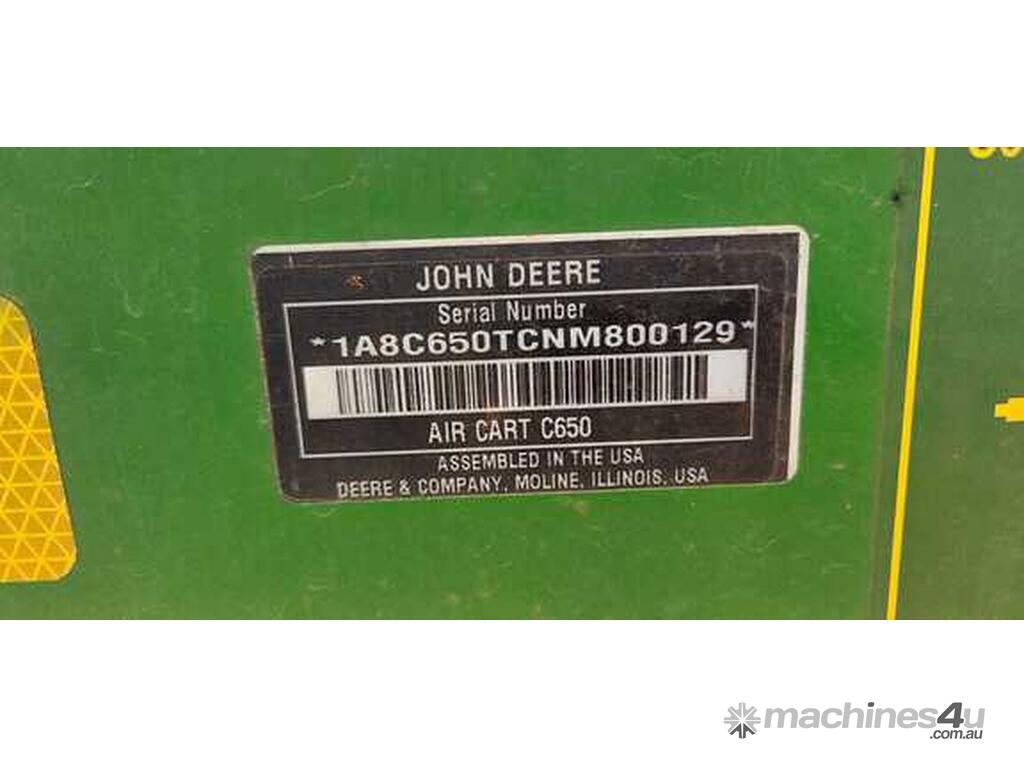 JOHN DEERE
Serial Number
*1A8C650TCNM800129*
AIR CART C650
ASSEMBLED IN THE USA
DEERE & COMPANY, MOLINE, ILLINOIS, USA
machines4u
.com.au